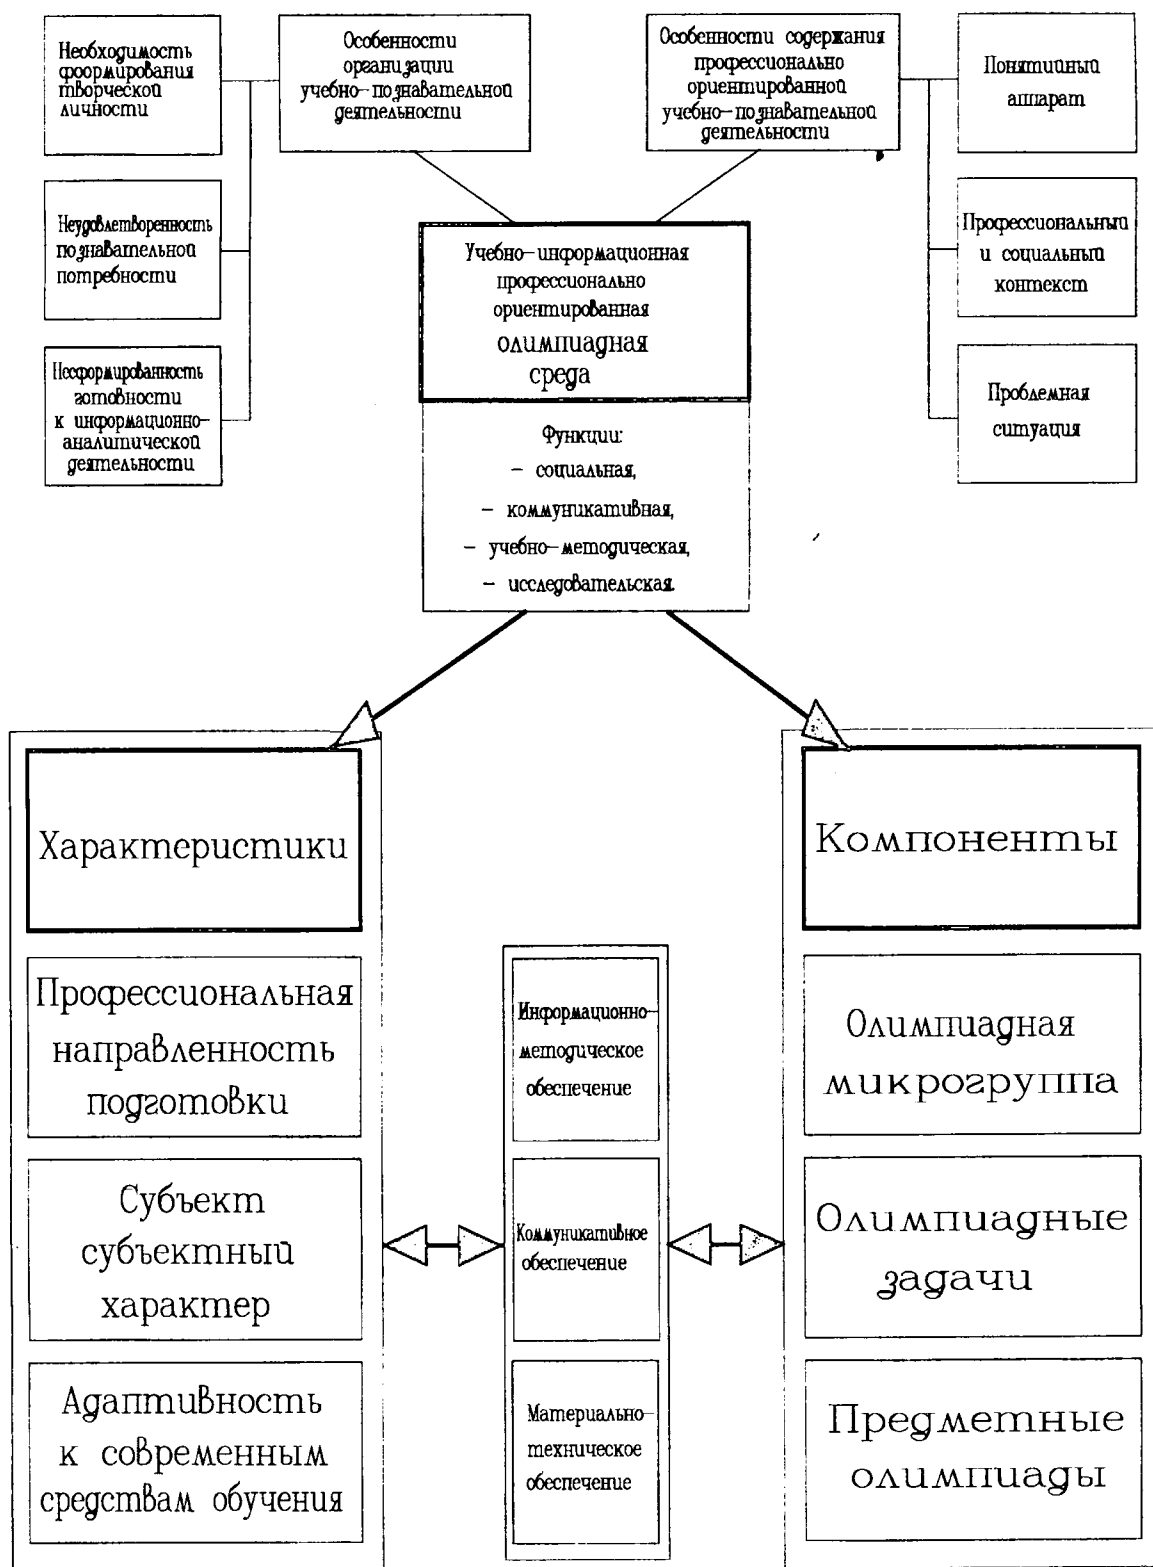 Необходимость
формирования
творческой
личности
Особенности
организации
учебно-познавательной
деятельности
Особенности содержания
профессионально
ориентированной
учебно-познавательной
деятельности
Понятийный
аппарат
Неудовлетворенность
познавательной
потребности
Профессиональный
и социальный
контекст
Несформированность
готовности
к информационно-
аналитической
деятельности
Проблемная
ситуация
Учебно-информационная
профессионально
ориентированная
олимпиадная
среда
Функции:
- социальная,
- коммуникативная,
- учебно-методическая,
- исследовательская.
Характеристики
Профессиональная
направленность
подготовки
Субъект
субъектный
характер
Адаптивность
к современным
средствам обучения
Информационно-
методическое
обеспечение
Коммуникативное
обеспечение
Материально-
техническое
обеспечение
Компоненты
Олимпиадная
микрогруппа
Олимпиадные
задачи
Предметные
олимпиады